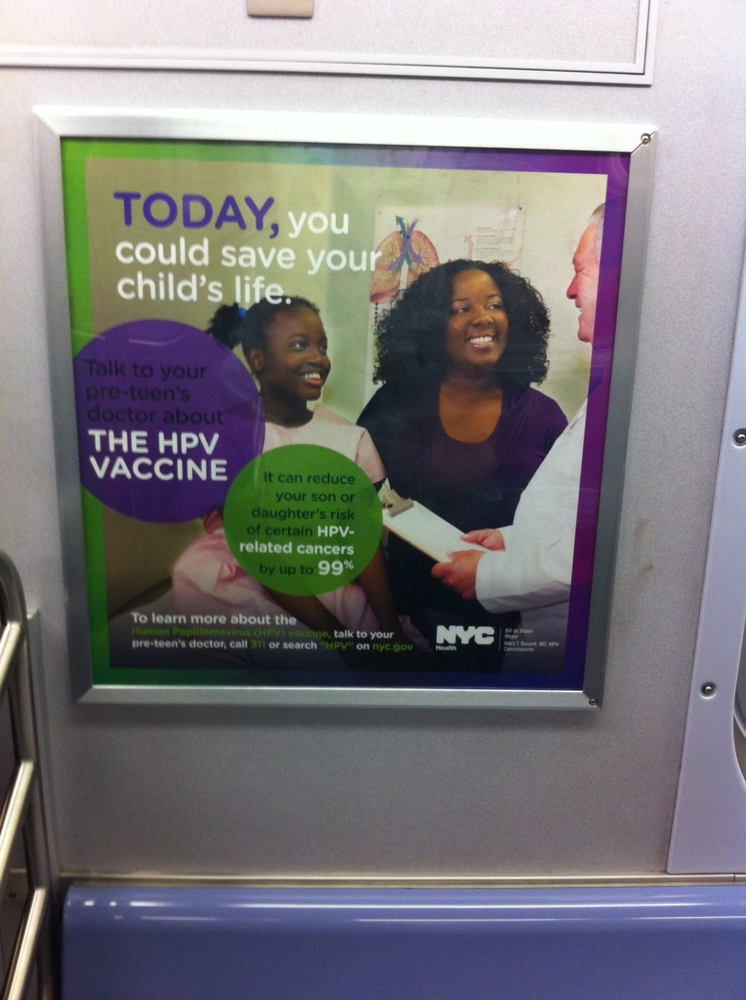 TODAY, you
could save your
child's life.
Talk to your
pre-teen's
doctor about
THE HPV
VACCINE
It can reduce
your son or
daughter's risk
of certain HPV-
related cancers
by up to 99%
To learn more about the
Human Papillomavirus (HPV) vaccine, talk to your
pre-teen's doctor, call 311 or search "HPV" on nyc.gov
NYC
Health
Bill de Blasio
Mayor
Mary T. Bassett, MD, MPH
Commissioner